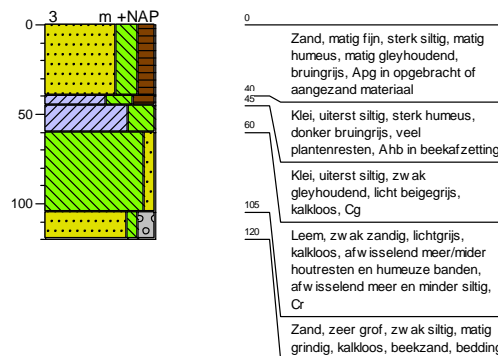 3 m +NAP
0
50
100
0
Zand, matig fijn, sterk siltig, matig
humeus, matig gleyhoudend,
bruingrijs, Apg in opgebracht of
aangezand materiaal
40
45
Klei, uiterst siltig, sterk humeus,
donker bruingrijs, veel
plantenresten, Ahb in beekafzetting
60
Klei, uiterst siltig, zwak
gleyhoudend, licht beigegrijs,
kalkloos, Cg
105
Leem, zwak zandig, lichtgrijs,
kalkloos, afwisselend meer/mider
houtresten en humeuze banden,
afwisselend meer en minder siltig,
Cr
120
Zand, zeer grof, zwak siltig, matig
grindig, kalkloos, beekzand, bedding